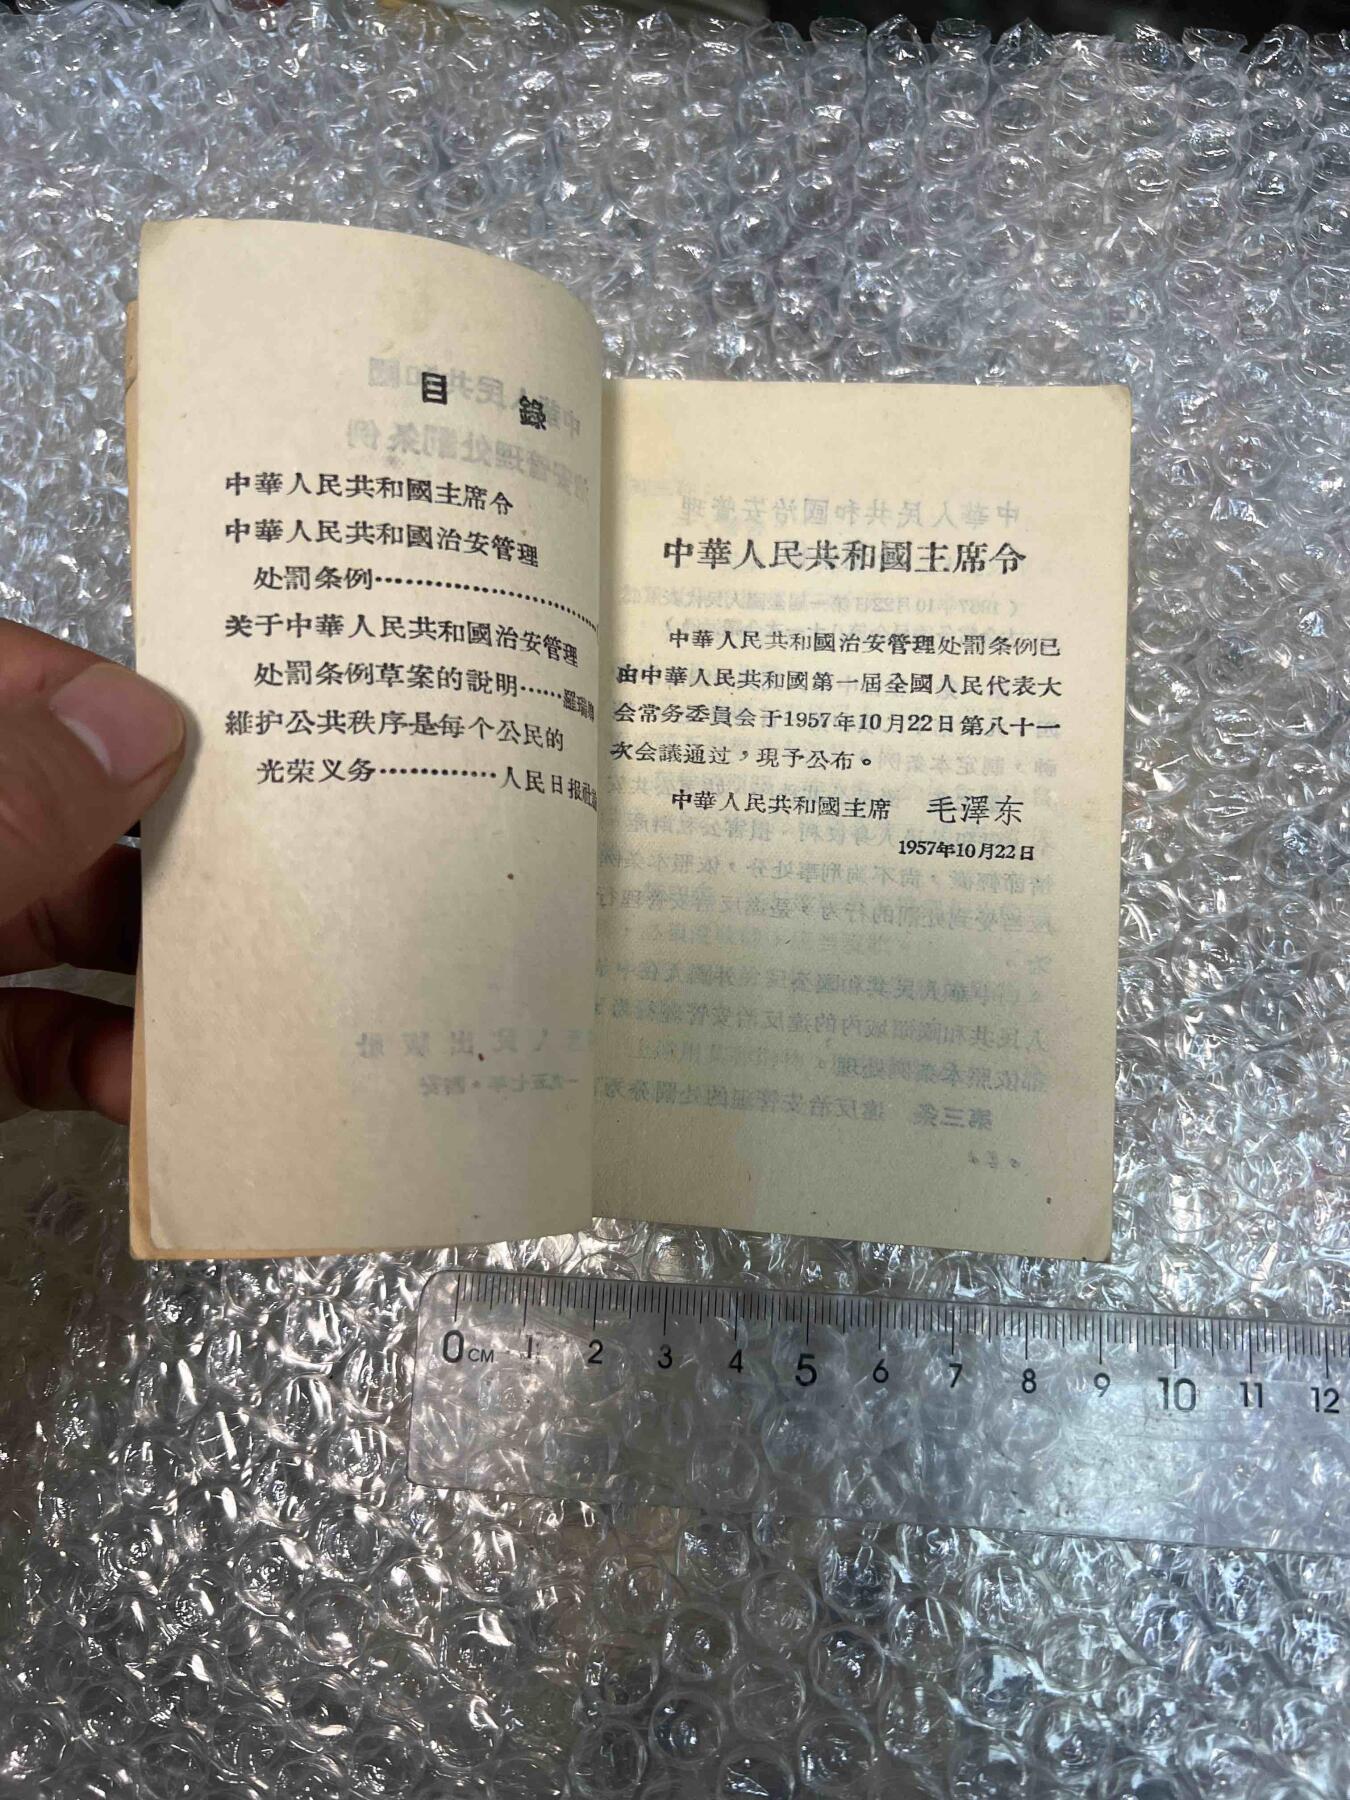 目 錄
中華人民共和國主席令
中華人民共和國治安管理
处罰条例
关于中華人民共和國治安管理
处罰条例草案的說明……羅瑞
維护公共秩序是每个公民的
光荣义务…………人民日报社
中華人民共和國主席令
中華人民共和國治安管理处罰条例已
由中華人民共和國第一届全國人民代表大
会常务委員会于1957年10月22日第八十一
次会議通过，現予公布。
中華人民共和國主席 毛澤东
1957年10月22日
0CM 1 2 3 4 5 6 7 8 9 10 11 12